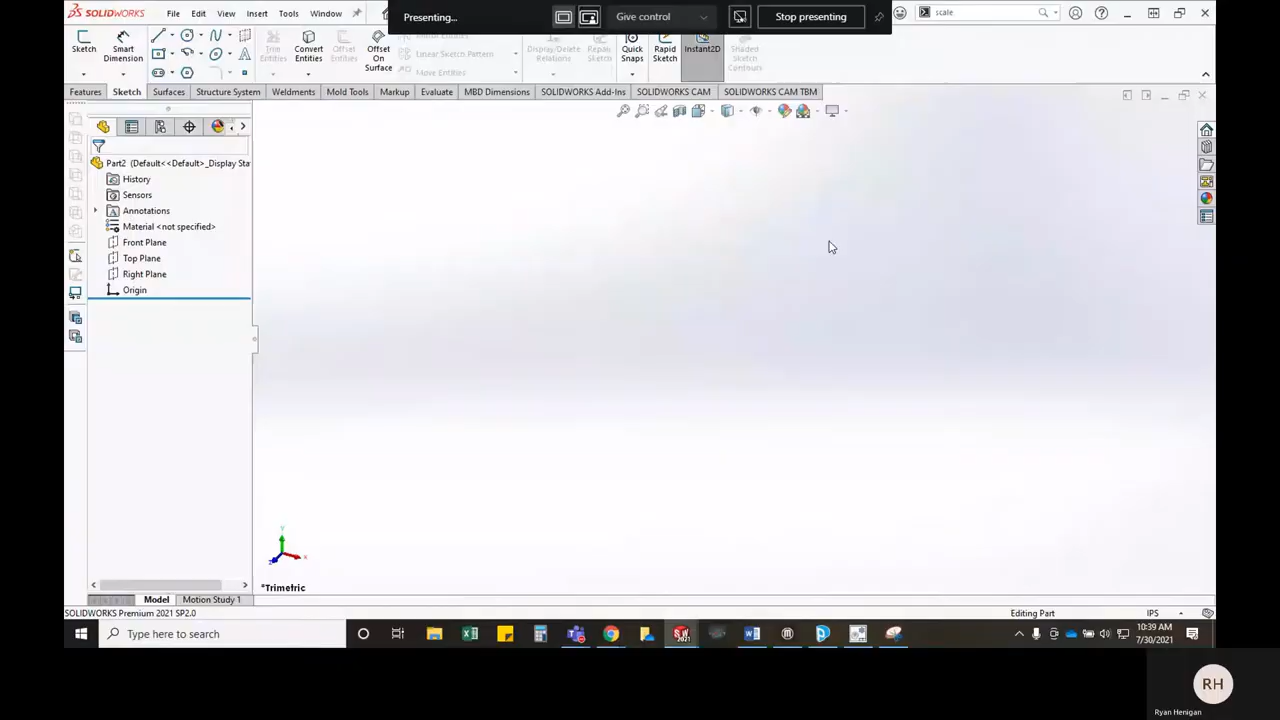 SOLIDWORKS File Edit View Insert Tools Window
Presenting... Give control Stop presenting
scale
Sketch Smart Dimension Trim Entities Convert Entities Offset Entities Offset On Surface Mirror Entities Linear Sketch Pattern Move Entities Display/Delete Relations Repair Sketch Quick Snaps Rapid Sketch Instant2D Shaded Sketch Contours
Features Sketch Surfaces Structure System Weldments Mold Tools Markup Evaluate MBD Dimensions SOLIDWORKS Add-Ins SOLIDWORKS CAM SOLIDWORKS CAM TBM
Part2 (Default<<Default>_Display Sta
History
Sensors
Annotations
Material <not specified>
Front Plane
Top Plane
Right Plane
Origin
Y
X
Z
*Trimetric
Model Motion Study 1
SOLIDWORKS Premium 2021 SP2.0 Editing Part IPS
Type here to search
SW 2021
10:39 AM
7/30/2021
RH
Ryan Henigan